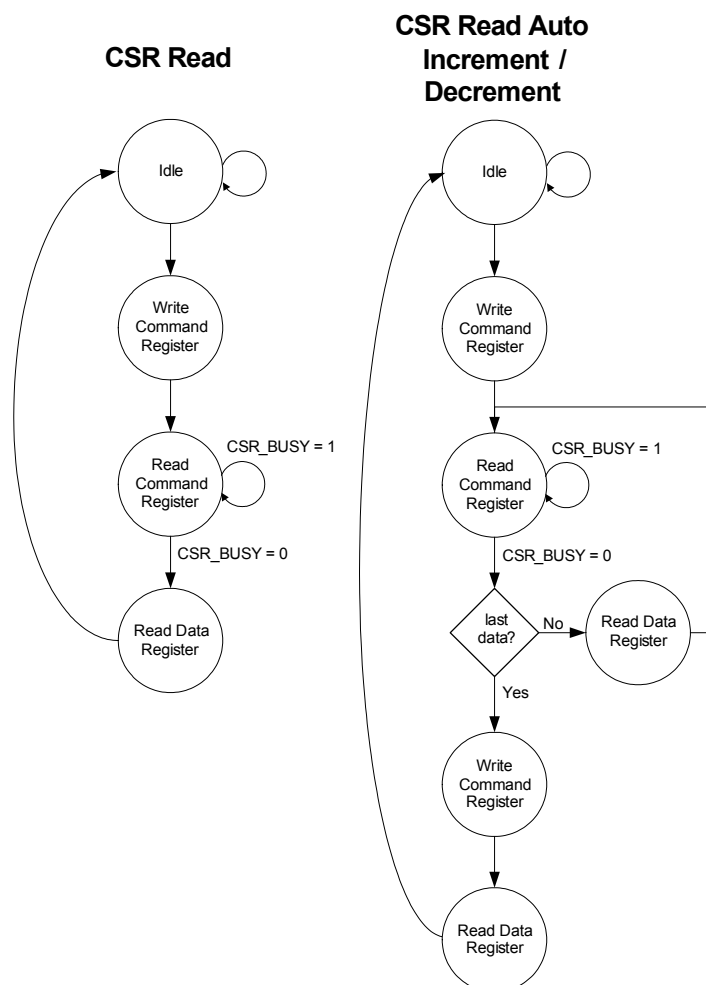 CSR Read
Idle
Write
Command
Register
Read
Command
Register
CSR_BUSY = 1
CSR_BUSY = 0
Read Data
Register
CSR Read Auto
Increment /
Decrement
Idle
Write
Command
Register
Read
Command
Register
CSR_BUSY = 1
CSR_BUSY = 0
last
data?
No
Read Data
Register
Yes
Write
Command
Register
Read Data
Register